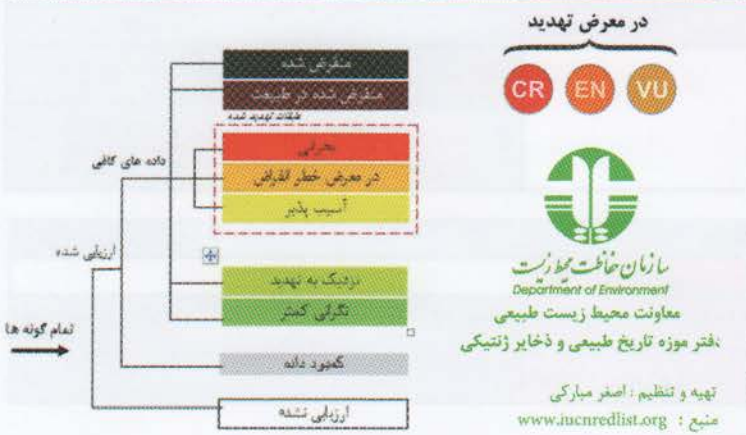 در معرض تهدید
CR EN VU
منقرض شده
منقرض شده در طبیعت
طبقات تهدید شده
بحرانی
در معرض خطر انقراض
آسیب پذیر
داده های کافی
ارزیابی شده
نزدیک به تهدید
نگرانی کمتر
تمام گونه ها
کمبود داده
ارزیابی نشده
سازمان حفاظت محیط زیست
Department of Environment
معاونت محیط زیست طبیعی
دفتر موزه تاریخ طبیعی و ذخایر ژنتیکی
تهیه و تنظیم : اصغر مبارکی
منبع : www.iucnredlist.org